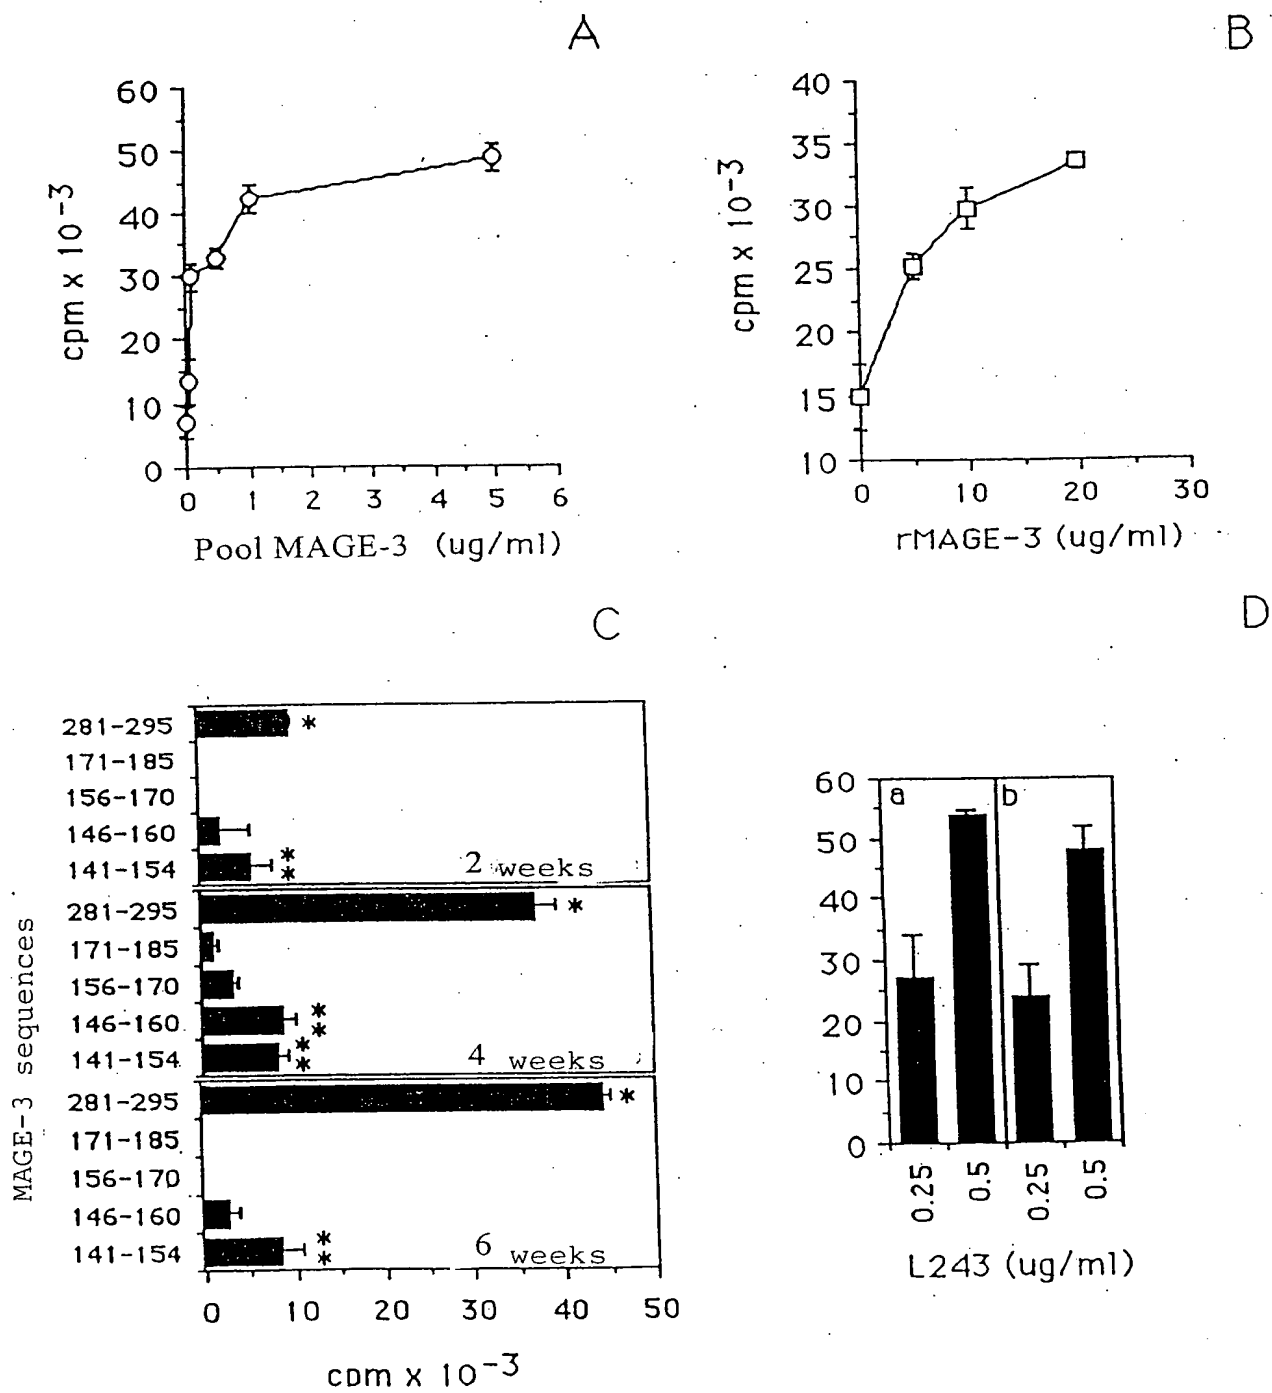 A
60
50
40
30
20
10
0
cpm x 10⁻³
0 1 2 3 4 5 6
Pool MAGE-3 (ug/ml)
B
40
35
30
25
20
15
10
cpm x 10⁻³
0 10 20 30
rMAGE-3 (ug/ml)
C
MAGE-3 sequences
281-295 *
171-185
156-170
146-160
141-154 **
2 weeks
281-295 *
171-185
156-170
146-160 **
141-154 **
4 weeks
281-295 *
171-185
156-170
146-160
141-154 **
6 weeks
0 10 20 30 40 50
cpm x 10⁻³
D
60
50
40
30
20
10
0
a b
0.25 0.5 0.25 0.5
L243 (ug/ml)